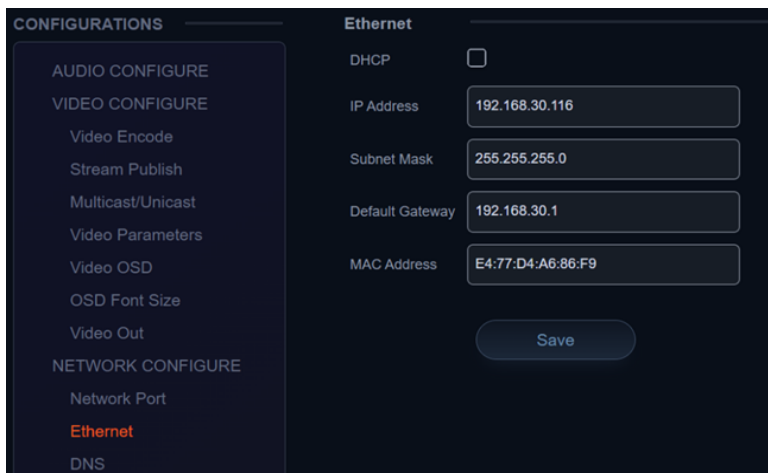 CONFIGURATIONS
AUDIO CONFIGURE
VIDEO CONFIGURE
Video Encode
Stream Publish
Multicast/Unicast
Video Parameters
Video OSD
OSD Font Size
Video Out
NETWORK CONFIGURE
Network Port
Ethernet
DNS
Ethernet
DHCP
IP Address 192.168.30.116
Subnet Mask 255.255.255.0
Default Gateway 192.168.30.1
MAC Address E4:77:D4:A6:86:F9
Save